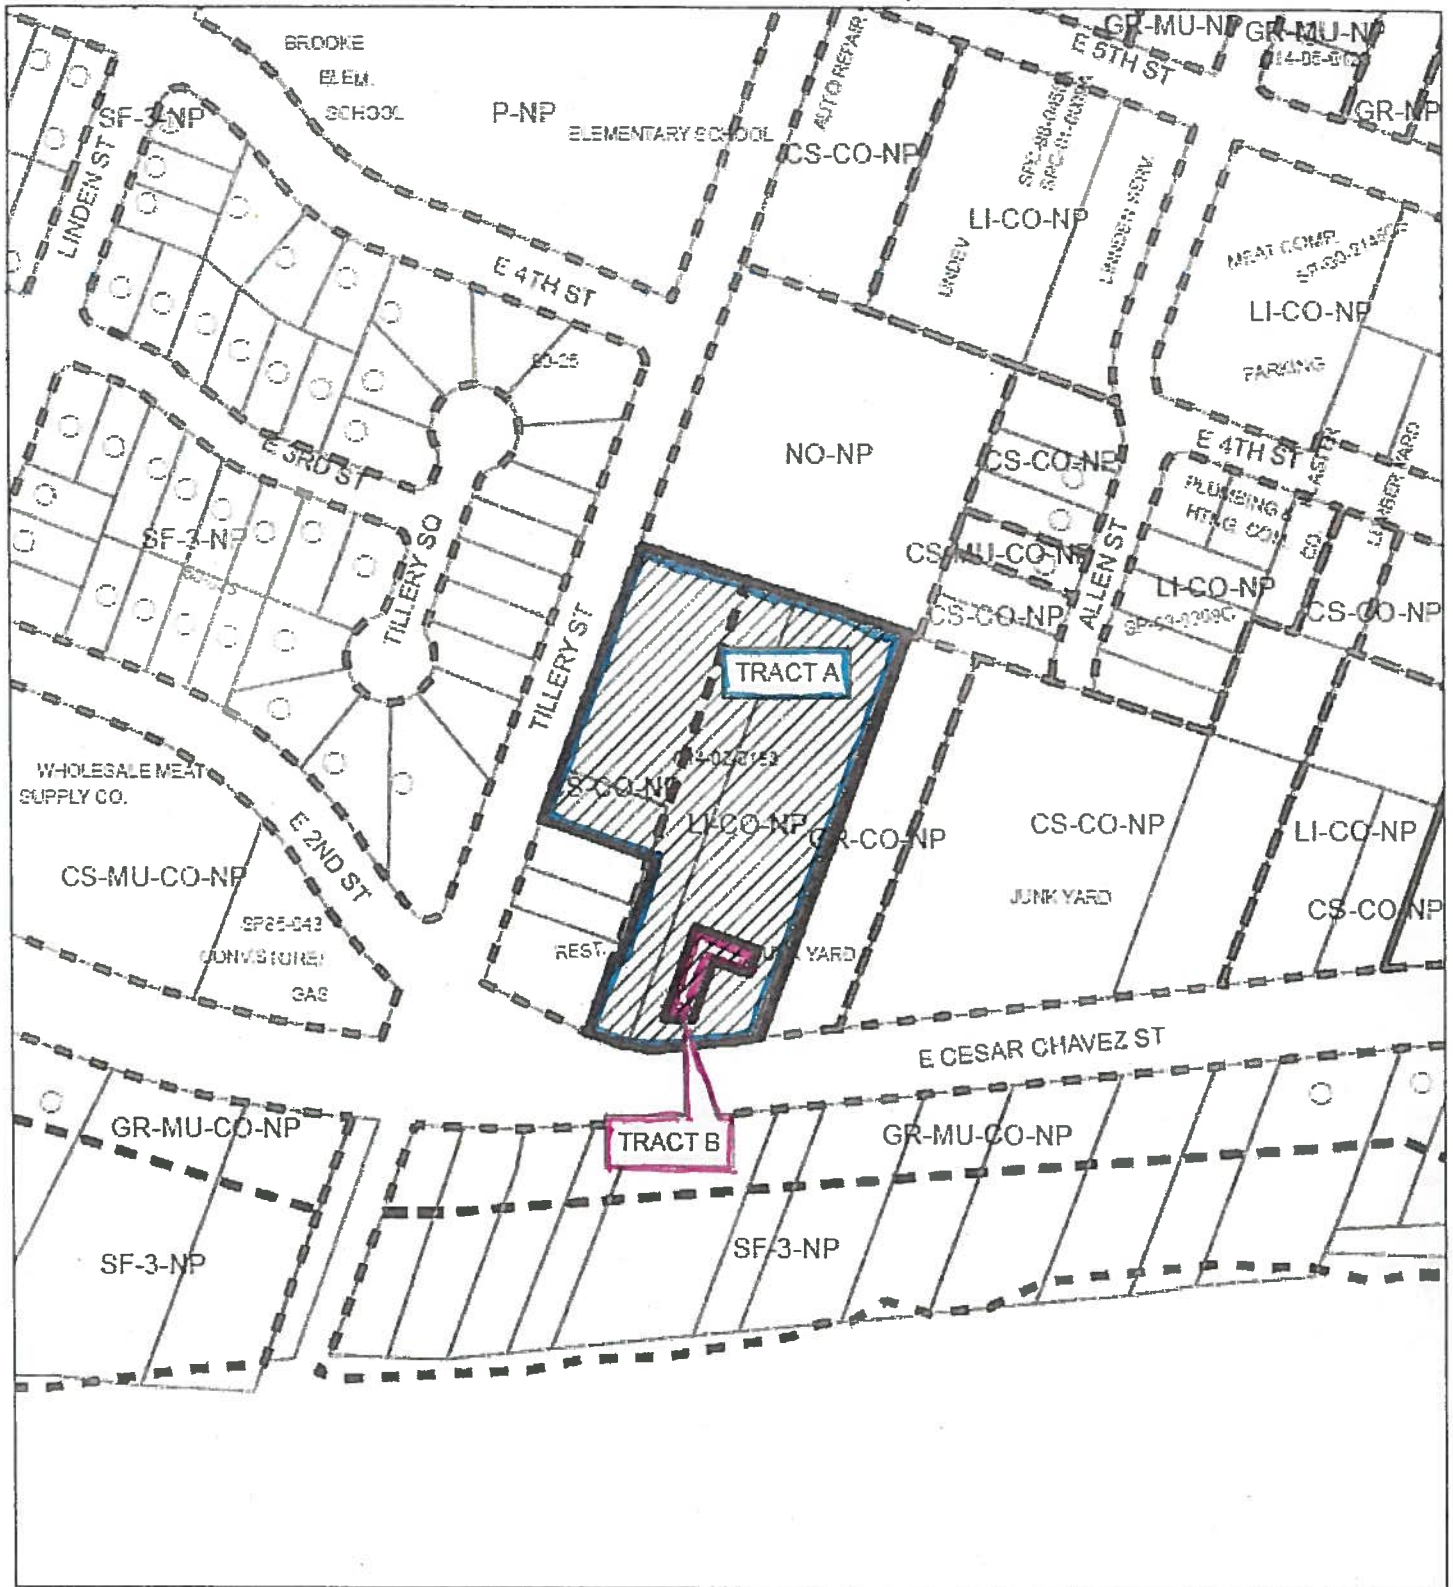 BROOKE
ELEM.
SCHOOL
P-NP
ELEMENTARY SCHOOL
AUTO REPAIR
CS-CO-NP
E 5TH ST
GR-MU-NP
GR-MU-NP
GR-NP
SF-3-NP
LINDEN ST
E 4TH ST
LI-CO-NP
MEAT COMP.
LI-CO-NP
PARKING
E 3RD ST
NO-NP
CS-CO-NP
E 4TH ST
LUMBER YARD
PLUMBING &
SF-3-NP
TILLERY SQ
CS-MU-CO-NP
CS-CO-NP
ALLEN ST
LI-CO-NP
CO.
CS-CO-NP
TILLERY ST
TRACT A
WHOLESALE MEAT
SUPPLY CO.
E 2ND ST
CS-MU-CO-NP
LI-CO-NP
GR-CO-NP
CS-CO-NP
LI-CO-NP
JUNK YARD
CS-CO-NP
GAS
REST.
YARD
E CESAR CHAVEZ ST
GR-MU-CO-NP
TRACT B
GR-MU-CO-NP
SF-3-NP
SF-3-NP